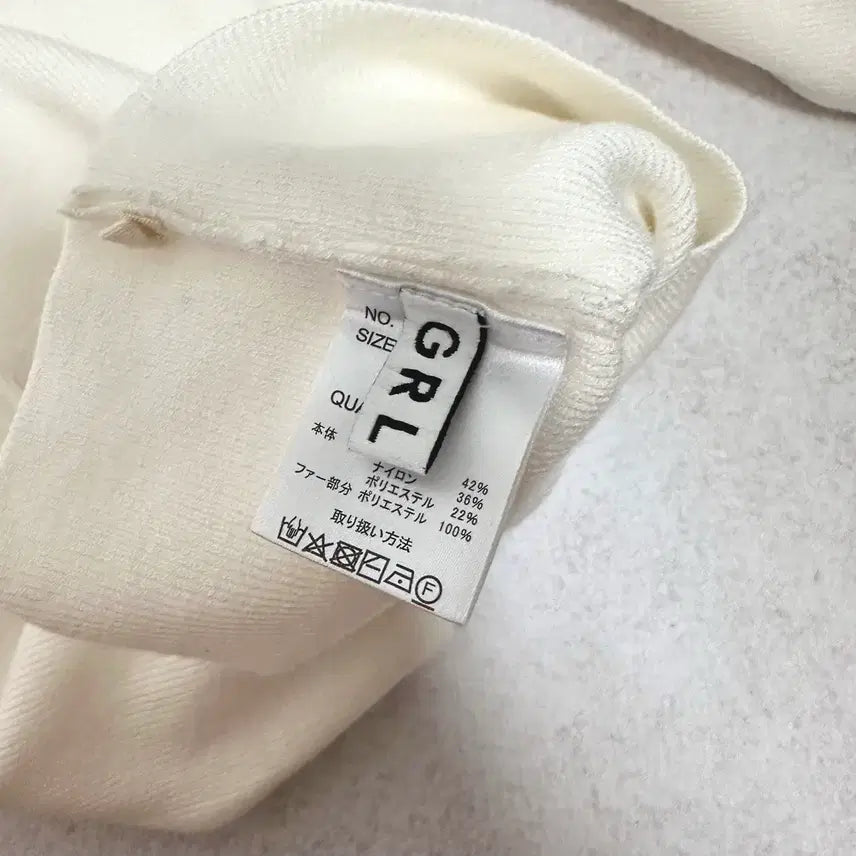 NO.
SIZE
GRL
QUA
本体
42%
ナイロン 36%
ポリエステル 22%
ファー部分 ポリエステル 100%
取り扱い方法
F